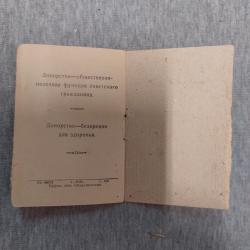 Донорство—общественно-
полезная функция советского
гражданина.
Донорство—безвредно
для здоровья.